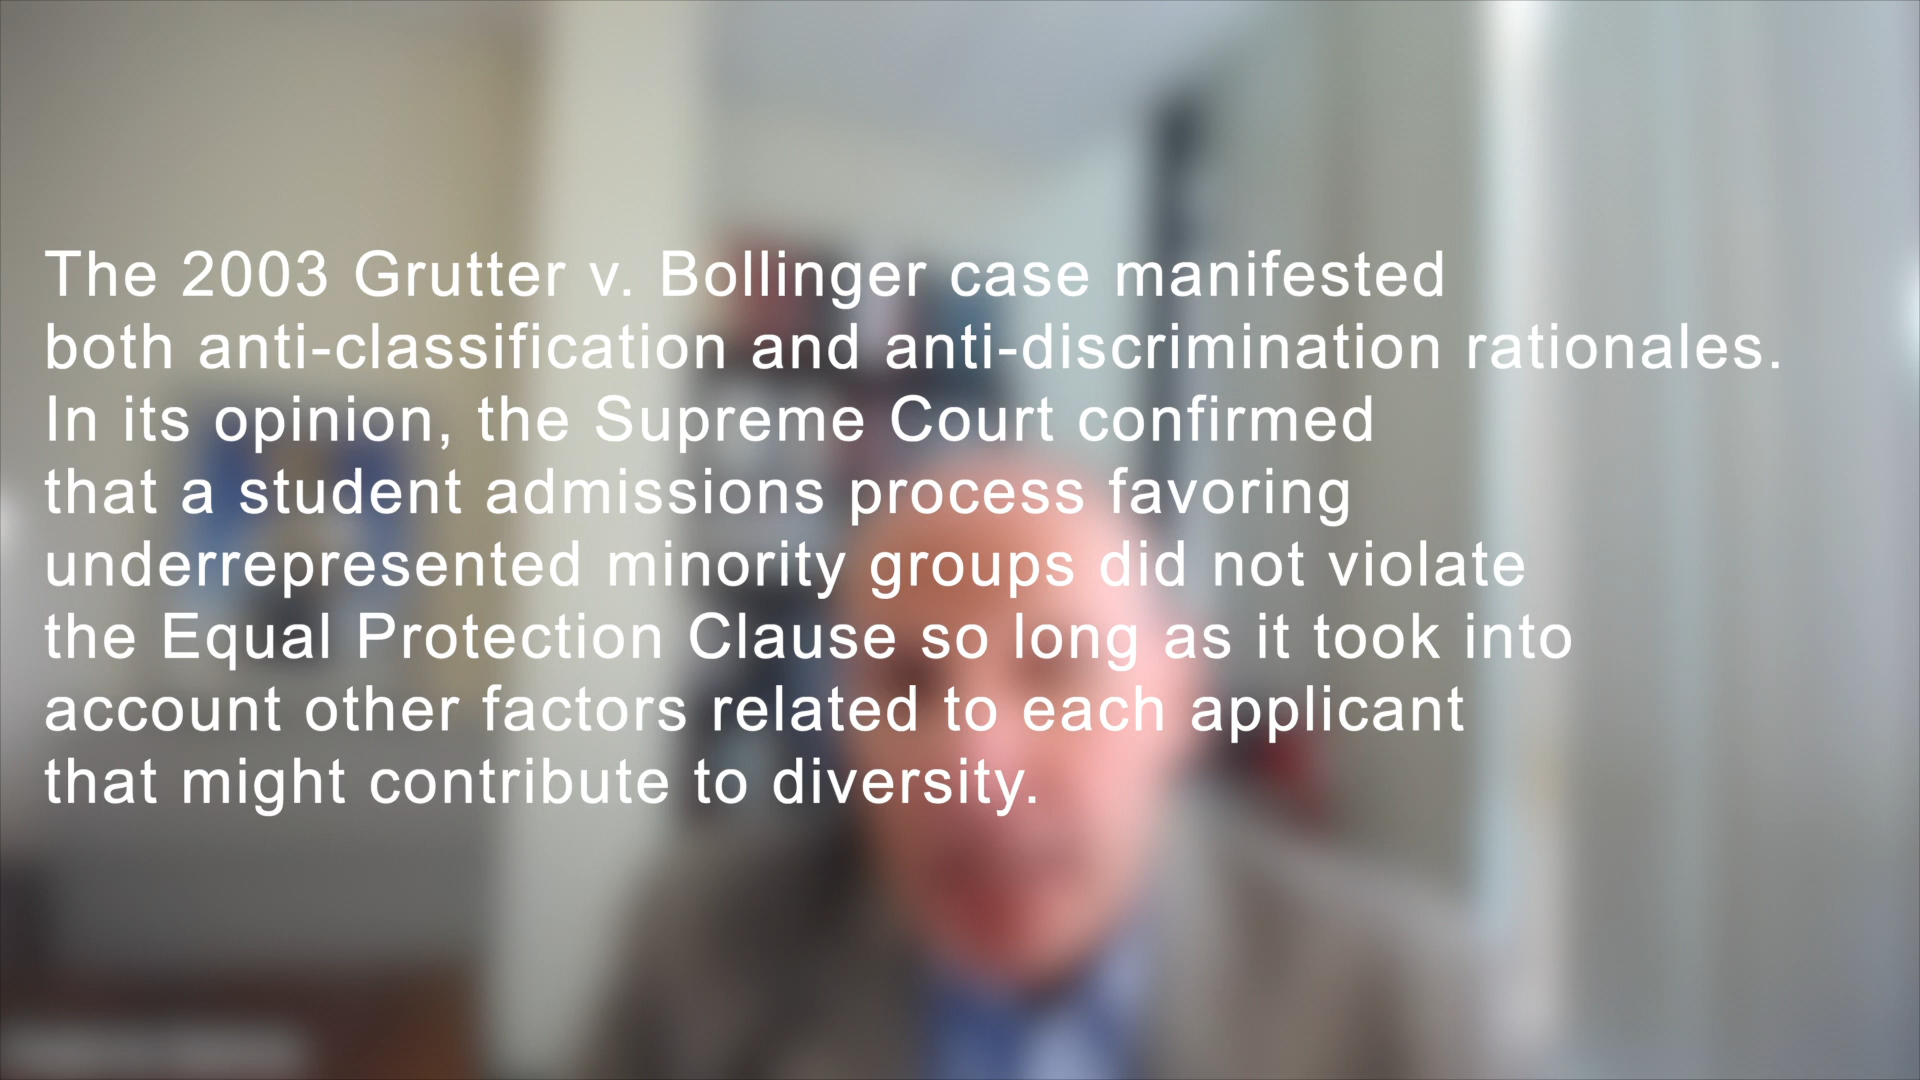 The 2003 Grutter v. Bollinger case manifested
both anti-classification and anti-discrimination rationales.
In its opinion, the Supreme Court confirmed
that a student admissions process favoring
underrepresented minority groups did not violate
the Equal Protection Clause so long as it took into
account other factors related to each applicant
that might contribute to diversity.